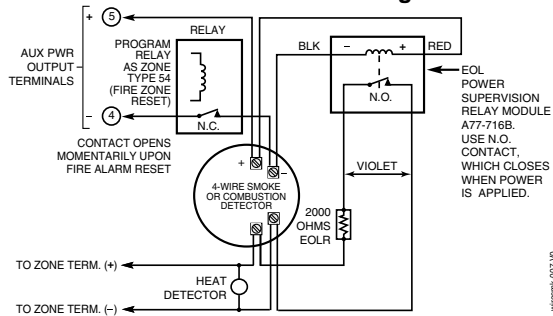 + 5
AUX PWR
OUTPUT
TERMINALS
– 4
RELAY
PROGRAM
RELAY
AS ZONE
TYPE 54
(FIRE ZONE
RESET)
N.C.
CONTACT OPENS
MOMENTARILY UPON
FIRE ALARM RESET
BLK
– +
RED
N.O.
EOL
POWER
SUPERVISION
RELAY MODULE
A77-716B.
USE N.O.
CONTACT,
WHICH CLOSES
WHEN POWER
IS APPLIED.
+ –
4-WIRE SMOKE
OR COMBUSTION
DETECTOR
VIOLET
2000
OHMS
EOLR
TO ZONE TERM. (+)
HEAT
DETECTOR
TO ZONE TERM. (–)